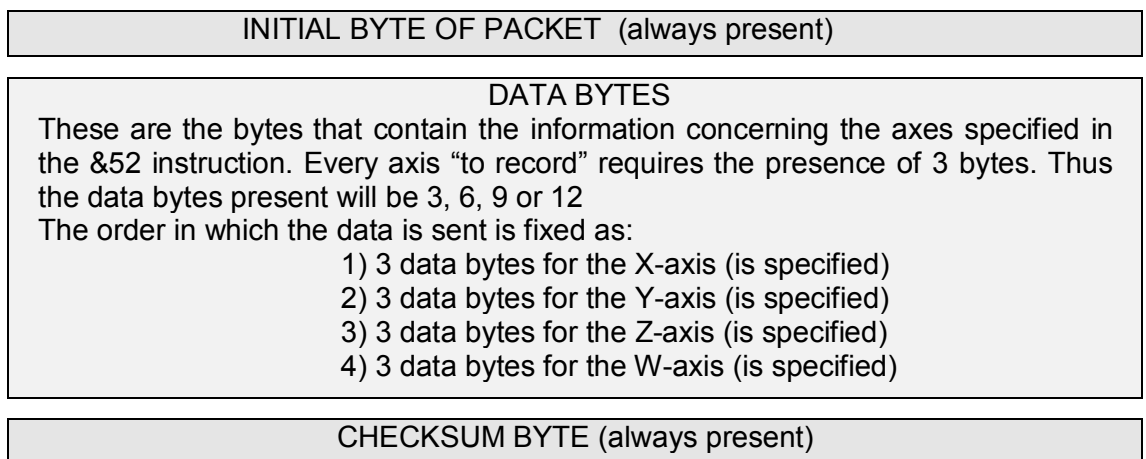 INITIAL BYTE OF PACKET (always present)
DATA BYTES
These are the bytes that contain the information concerning the axes specified in
the &52 instruction. Every axis “to record” requires the presence of 3 bytes. Thus
the data bytes present will be 3, 6, 9 or 12
The order in which the data is sent is fixed as:
1) 3 data bytes for the X-axis (is specified)
2) 3 data bytes for the Y-axis (is specified)
3) 3 data bytes for the Z-axis (is specified)
4) 3 data bytes for the W-axis (is specified)
CHECKSUM BYTE (always present)